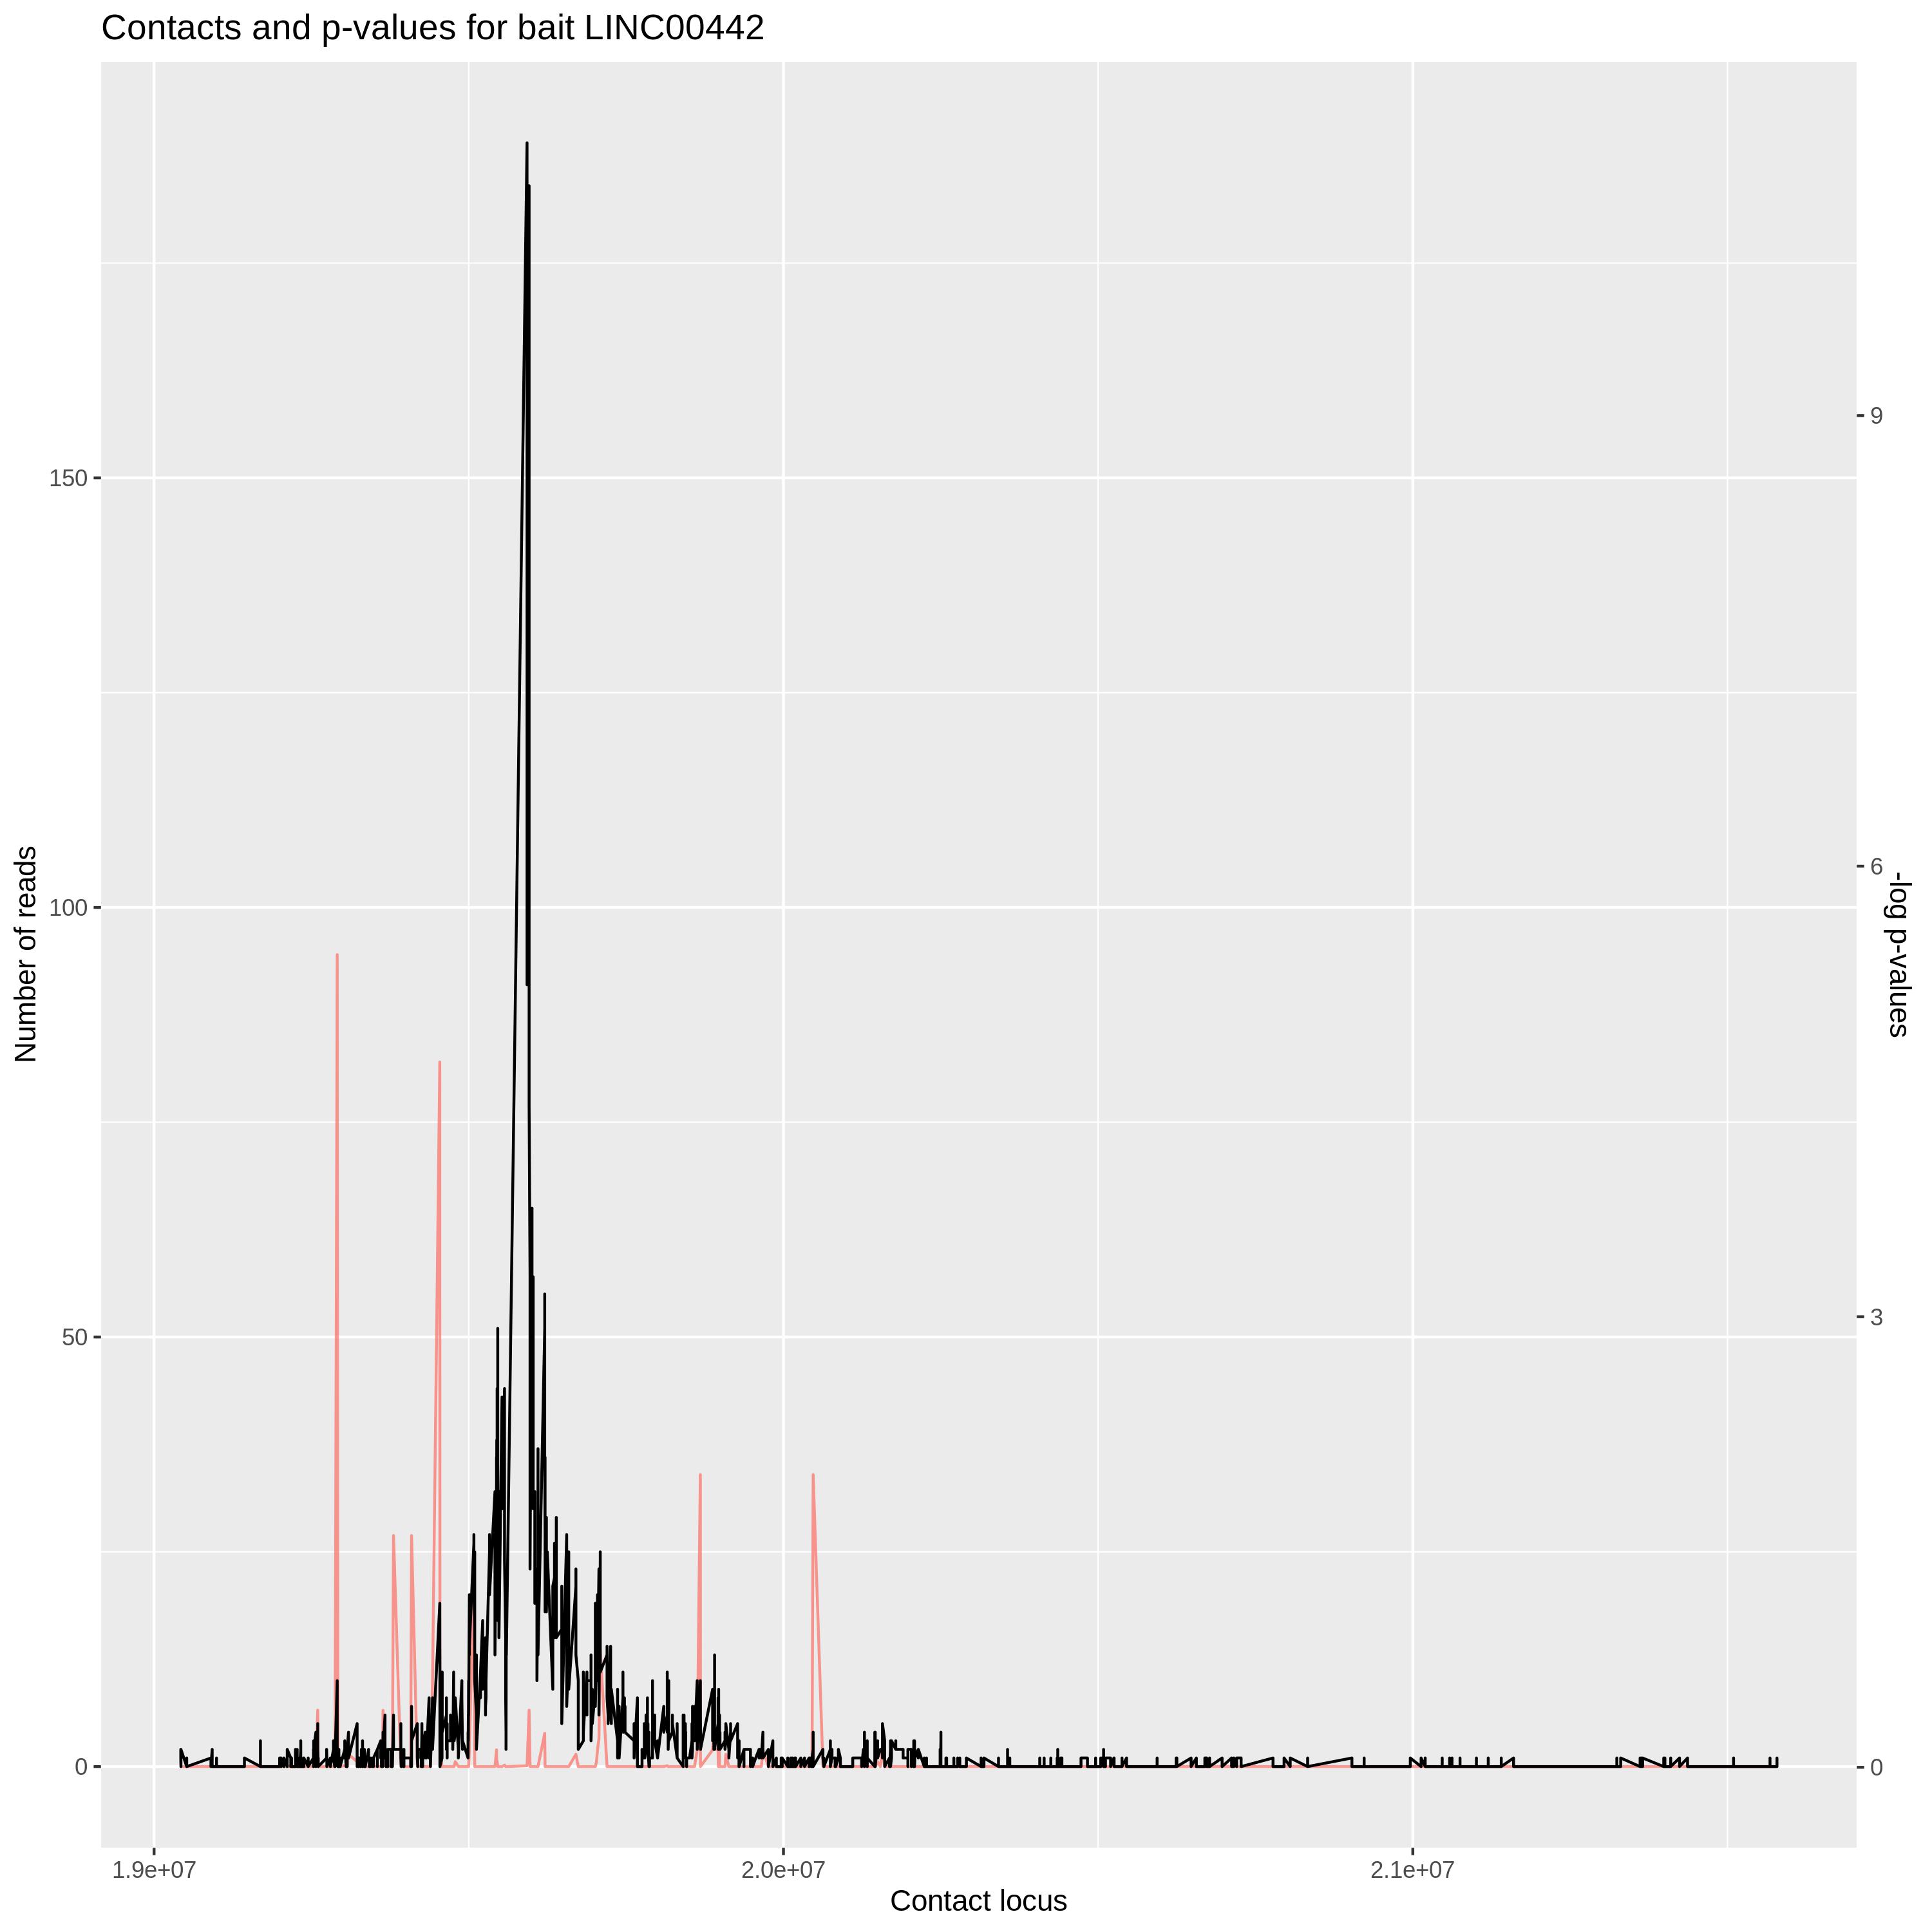 Contacts and p-values for bait LINC00442
Number of reads
150
100
50
0
9
6
3
0
-log p-values
1.9e+07
2.0e+07
2.1e+07
Contact locus